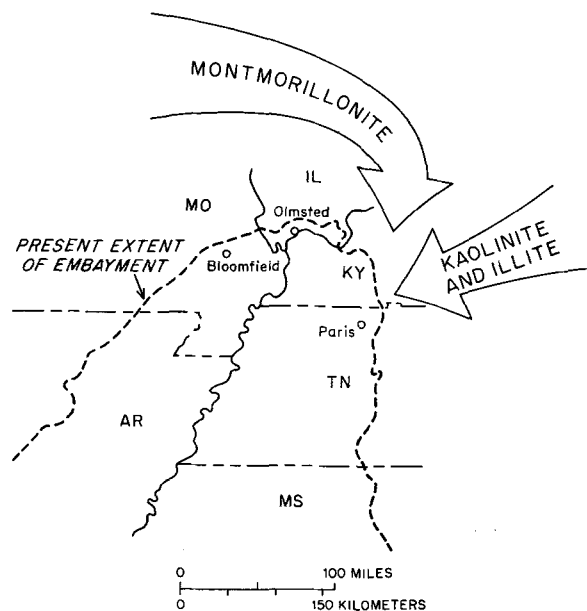 MONTMORILLONITE
IL
MO
Olmsted
PRESENT EXTENT
OF EMBAYMENT
Bloomfield
KY
KAOLINITE
AND ILLITE
Paris
TN
AR
MS
0 100 MILES
0 150 KILOMETERS